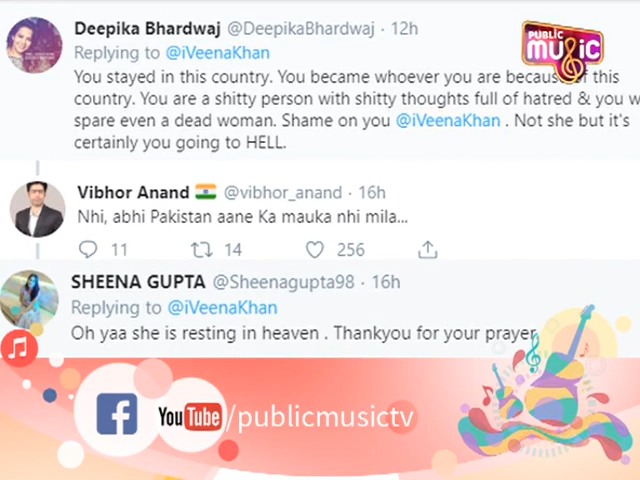 Deepika Bhardwaj @DeepikaBhardwaj · 12h
PUBLIC
MUSIC
Replying to @iVeenaKhan
You stayed in this country. You became whoever you are because of this
country. You are a shitty person with shitty thoughts full of hatred & you
spare even a dead woman. Shame on you @iVeenaKhan . Not she but it's
certainly you going to HELL.
Vibhor Anand 🇮🇳 @vibhor_anand · 16h
Nhi, abhi Pakistan aane Ka mauka nhi mila...
11 14 256
SHEENA GUPTA @Sheenagupta98 · 16h
Replying to @iVeenaKhan
Oh yaa she is resting in heaven . Thankyou for your prayer
f YouTube/publicmusictv